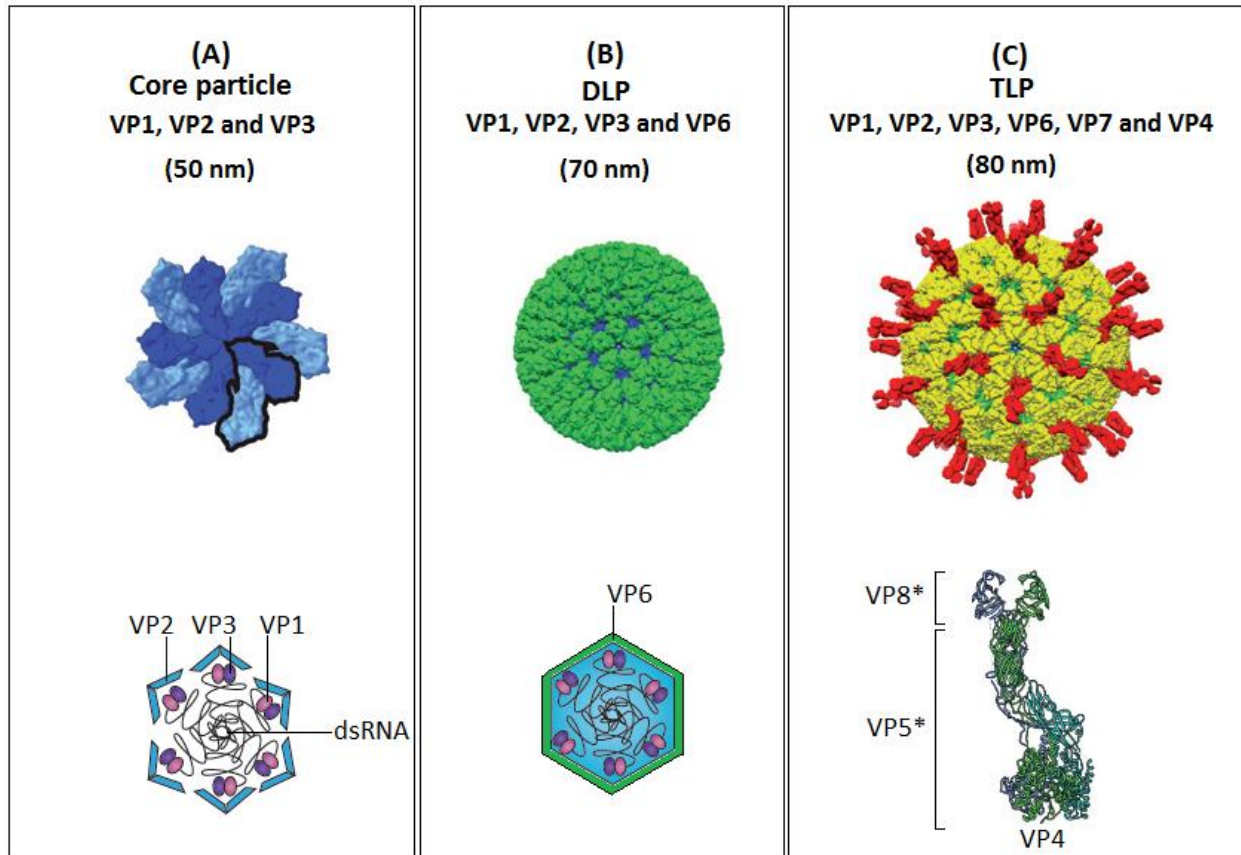 (A)
Core particle
VP1, VP2 and VP3
(50 nm)
VP2 VP3 VP1
dsRNA
(B)
DLP
VP1, VP2, VP3 and VP6
(70 nm)
VP6
(C)
TLP
VP1, VP2, VP3, VP6, VP7 and VP4
(80 nm)
VP8*
VP5*
VP4